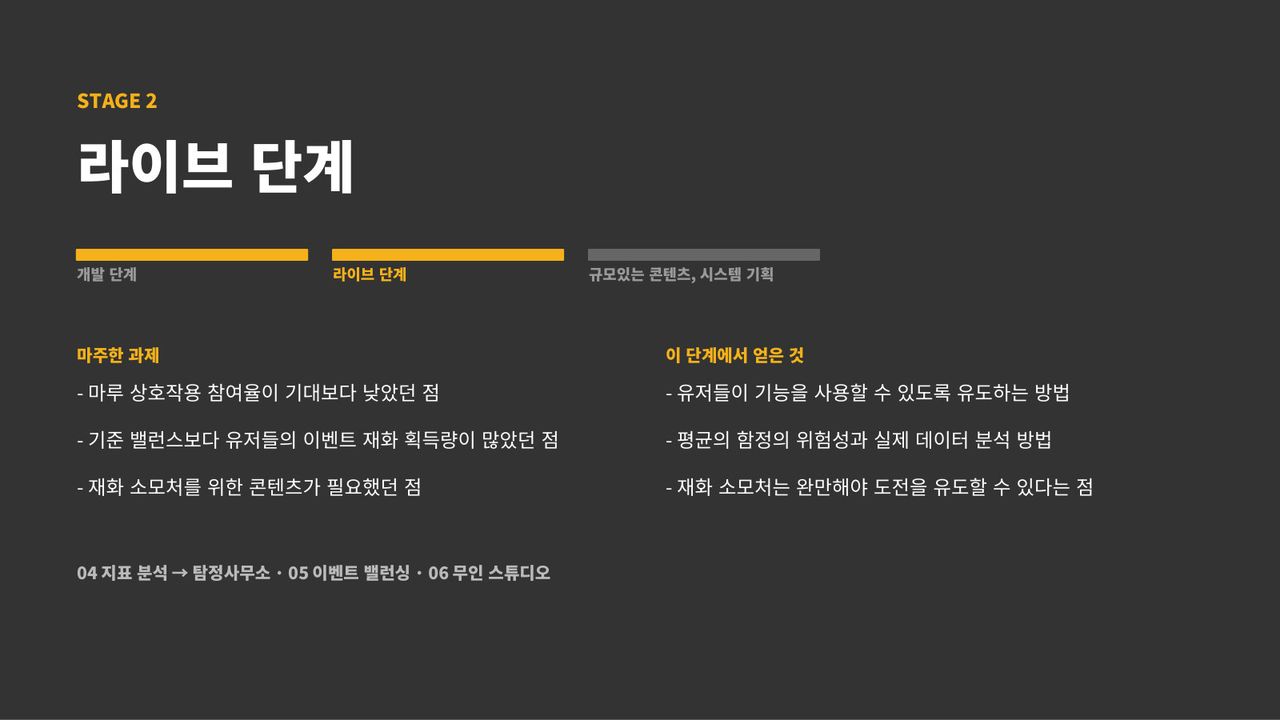 STAGE 2
라이브 단계
개발 단계
라이브 단계
규모있는 콘텐츠, 시스템 기획
마주한 과제
- 마루 상호작용 참여율이 기대보다 낮았던 점
- 기준 밸런스보다 유저들의 이벤트 재화 획득량이 많았던 점
- 재화 소모처를 위한 콘텐츠가 필요했던 점
이 단계에서 얻은 것
- 유저들이 기능을 사용할 수 있도록 유도하는 방법
- 평균의 함정의 위험성과 실제 데이터 분석 방법
- 재화 소모처는 완만해야 도전을 유도할 수 있다는 점
04 지표 분석 → 탐정사무소 · 05 이벤트 밸런싱 · 06 무인 스튜디오